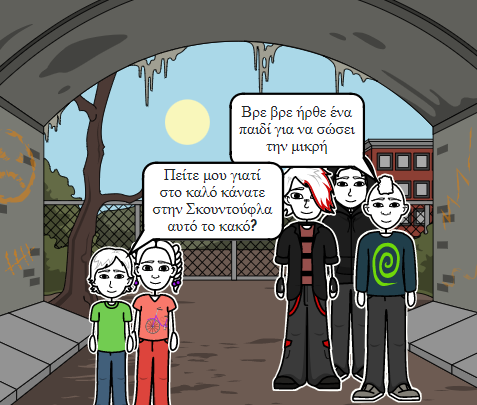 Βρε βρε ήρθε ένα
παιδί για να σώσει
την μικρή
Πείτε μου γιατί
στο καλό κάνατε
στην Σκουντούφλα
αυτό το κακό?